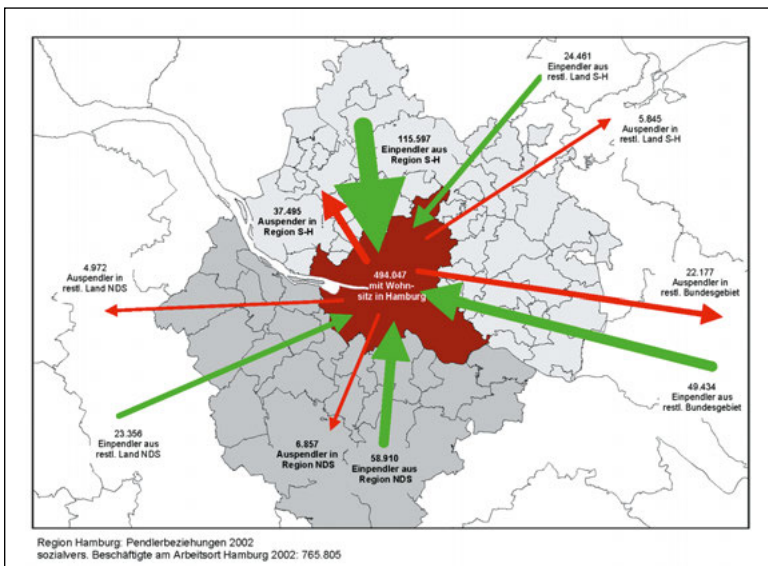 24.461
Einpendler aus
restl. Land S-H
5.845
Auspendler in
restl. Land S-H
115.597
Einpendler aus
Region S-H
37.495
Auspender in
Region S-H
4.972
Auspendler in
restl. Land NDS
494.047
mit Wohn-
sitz in Hamburg
22.177
Auspendler in
restl. Bundesgebiet
49.434
Einpendler aus
restl. Bundesgebiet
23.356
Einpendler aus
restl. Land NDS
6.857
Auspendler in
Region NDS
58.910
Einpendler aus
Region NDS
Region Hamburg: Pendlerbeziehungen 2002
sozialvers. Beschäftigte am Arbeitsort Hamburg 2002: 765.805